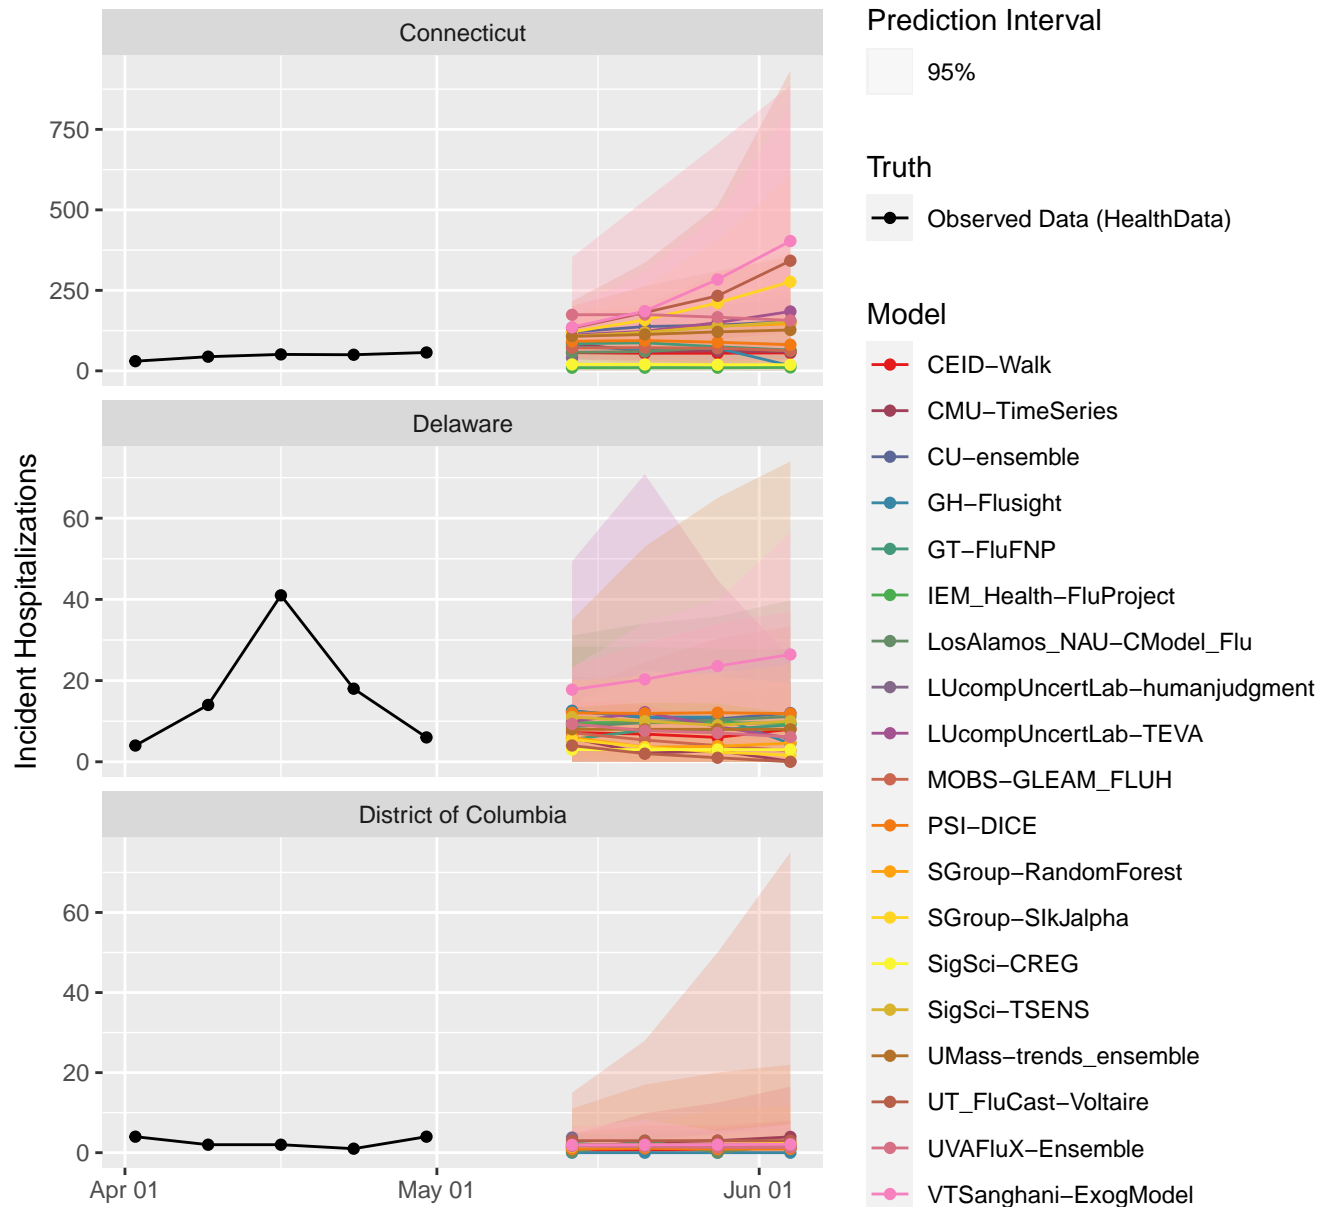 Connecticut
750
500
250
0
Delaware
60
40
20
0
District of Columbia
60
40
20
0
Apr 01
May 01
Jun 01
Incident Hospitalizations
Prediction Interval
95%
Truth
Observed Data (HealthData)
Model
CEID−Walk
CMU−TimeSeries
CU−ensemble
GH−Flusight
GT−FluFNP
IEM_Health−FluProject
LosAlamos_NAU−CModel_Flu
LUcompUncertLab−humanjudgment
LUcompUncertLab−TEVA
MOBS−GLEAM_FLUH
PSI−DICE
SGroup−RandomForest
SGroup−SIkJalpha
SigSci−CREG
SigSci−TSENS
UMass−trends_ensemble
UT_FluCast−Voltaire
UVAFluX−Ensemble
VTSanghani−ExogModel